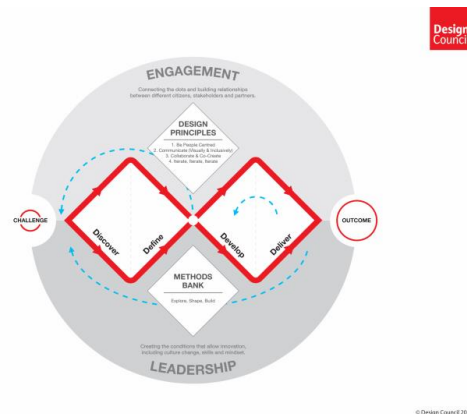 Design
Council
ENGAGEMENT
Connecting the dots and building relationships
between different citizens, stakeholders and partners.
DESIGN
PRINCIPLES
1. Be People Centred
2. Communicate (Visually & Inclusively)
3. Collaborate & Co-Create
4. Iterate, Iterate, Iterate
CHALLENGE
OUTCOME
Discover
Define
Develop
Deliver
METHODS
BANK
Explore, Shape, Build
Creating the conditions that allow innovation,
including culture change, skills and mindset.
LEADERSHIP
© Design Council 20